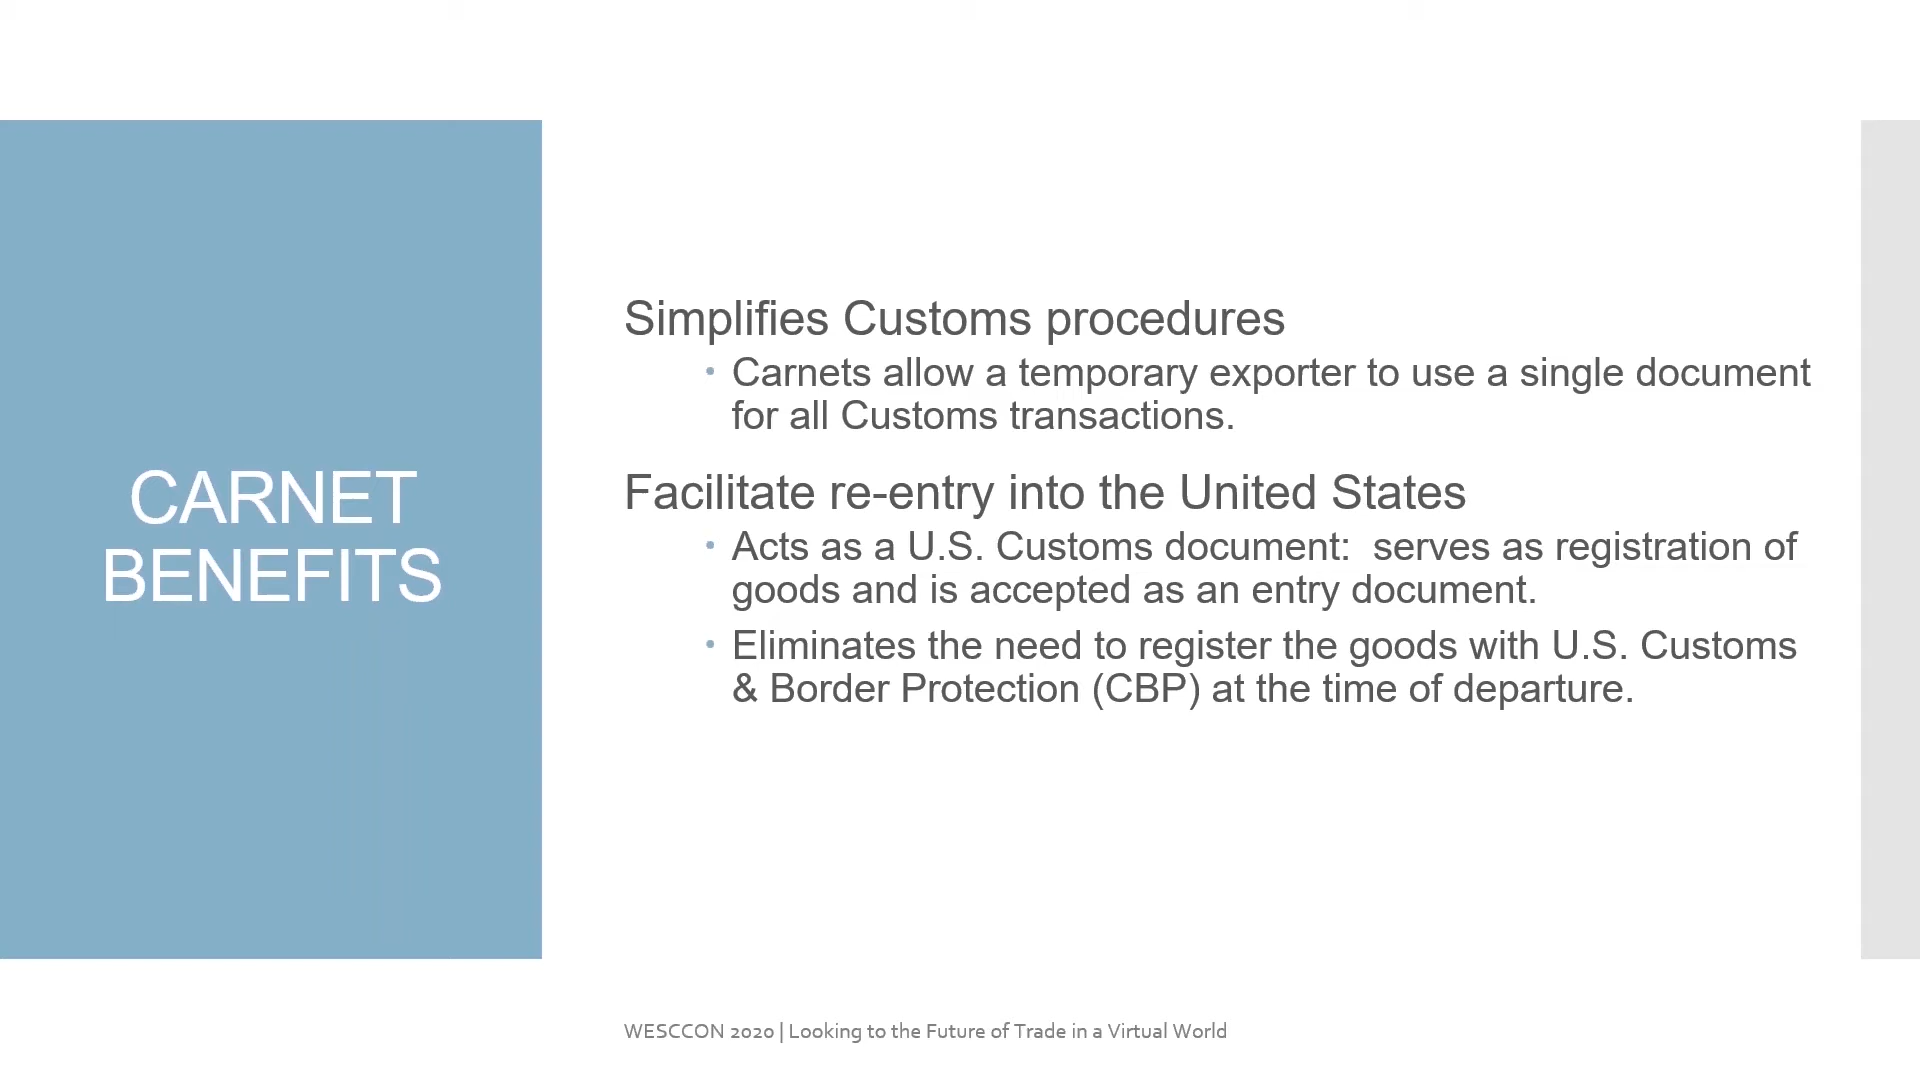 CARNET
BENEFITS
Simplifies Customs procedures
• Carnets allow a temporary exporter to use a single document
for all Customs transactions.
Facilitate re-entry into the United States
• Acts as a U.S. Customs document:  serves as registration of
goods and is accepted as an entry document.
• Eliminates the need to register the goods with U.S. Customs
& Border Protection (CBP) at the time of departure.
WESCCON 2020 | Looking to the Future of Trade in a Virtual World